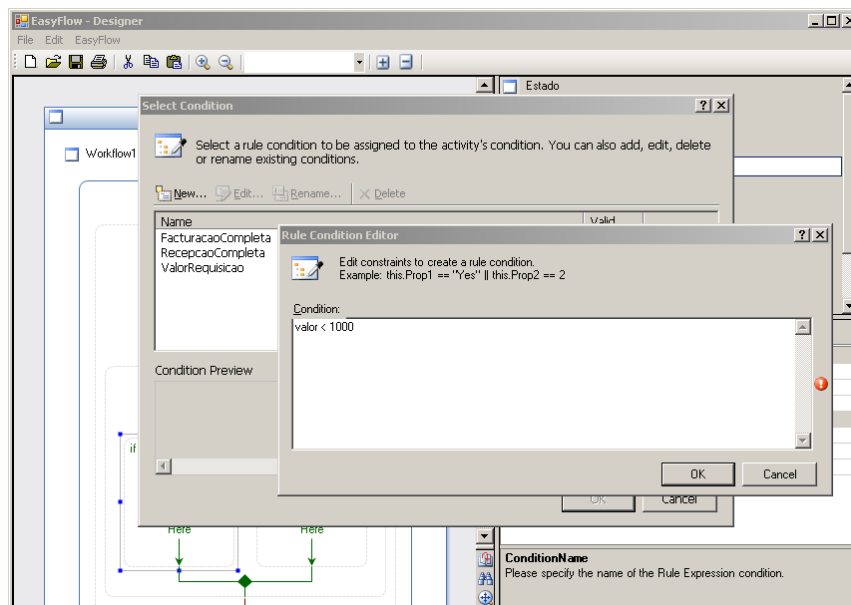 EasyFlow - Designer
File Edit EasyFlow
Estado
Select Condition
Workflow1
Select a rule condition to be assigned to the activity's condition. You can also add, edit, delete
or rename existing conditions.
New... Edit... Rename... Delete
Name Valid
FacturacaoCompleta
RecepcaoCompleta
ValorRequisicao
Rule Condition Editor
Edit constraints to create a rule condition.
Example: this.Prop1 == "Yes" || this.Prop2 == 2
Condition:
valor < 1000
Condition Preview
if
OK Cancel
OK Cancel
Here Here
ConditionName
Please specify the name of the Rule Expression condition.